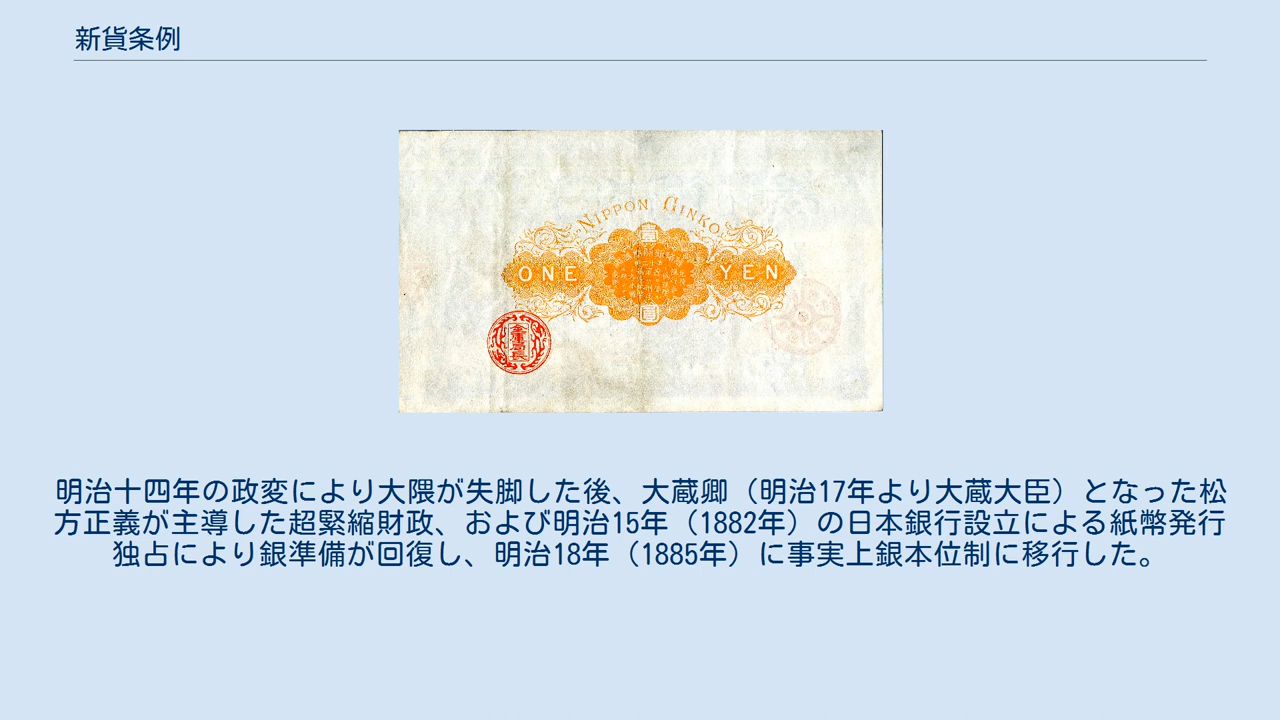 新貨条例
NIPPON GINKO
壹
ONE YEN
圓
明治十四年の政変により大隈が失脚した後、大蔵卿（明治17年より大蔵大臣）となった松
方正義が主導した超緊縮財政、および明治15年（1882年）の日本銀行設立による紙幣発行
独占により銀準備が回復し、明治18年（1885年）に事実上銀本位制に移行した。